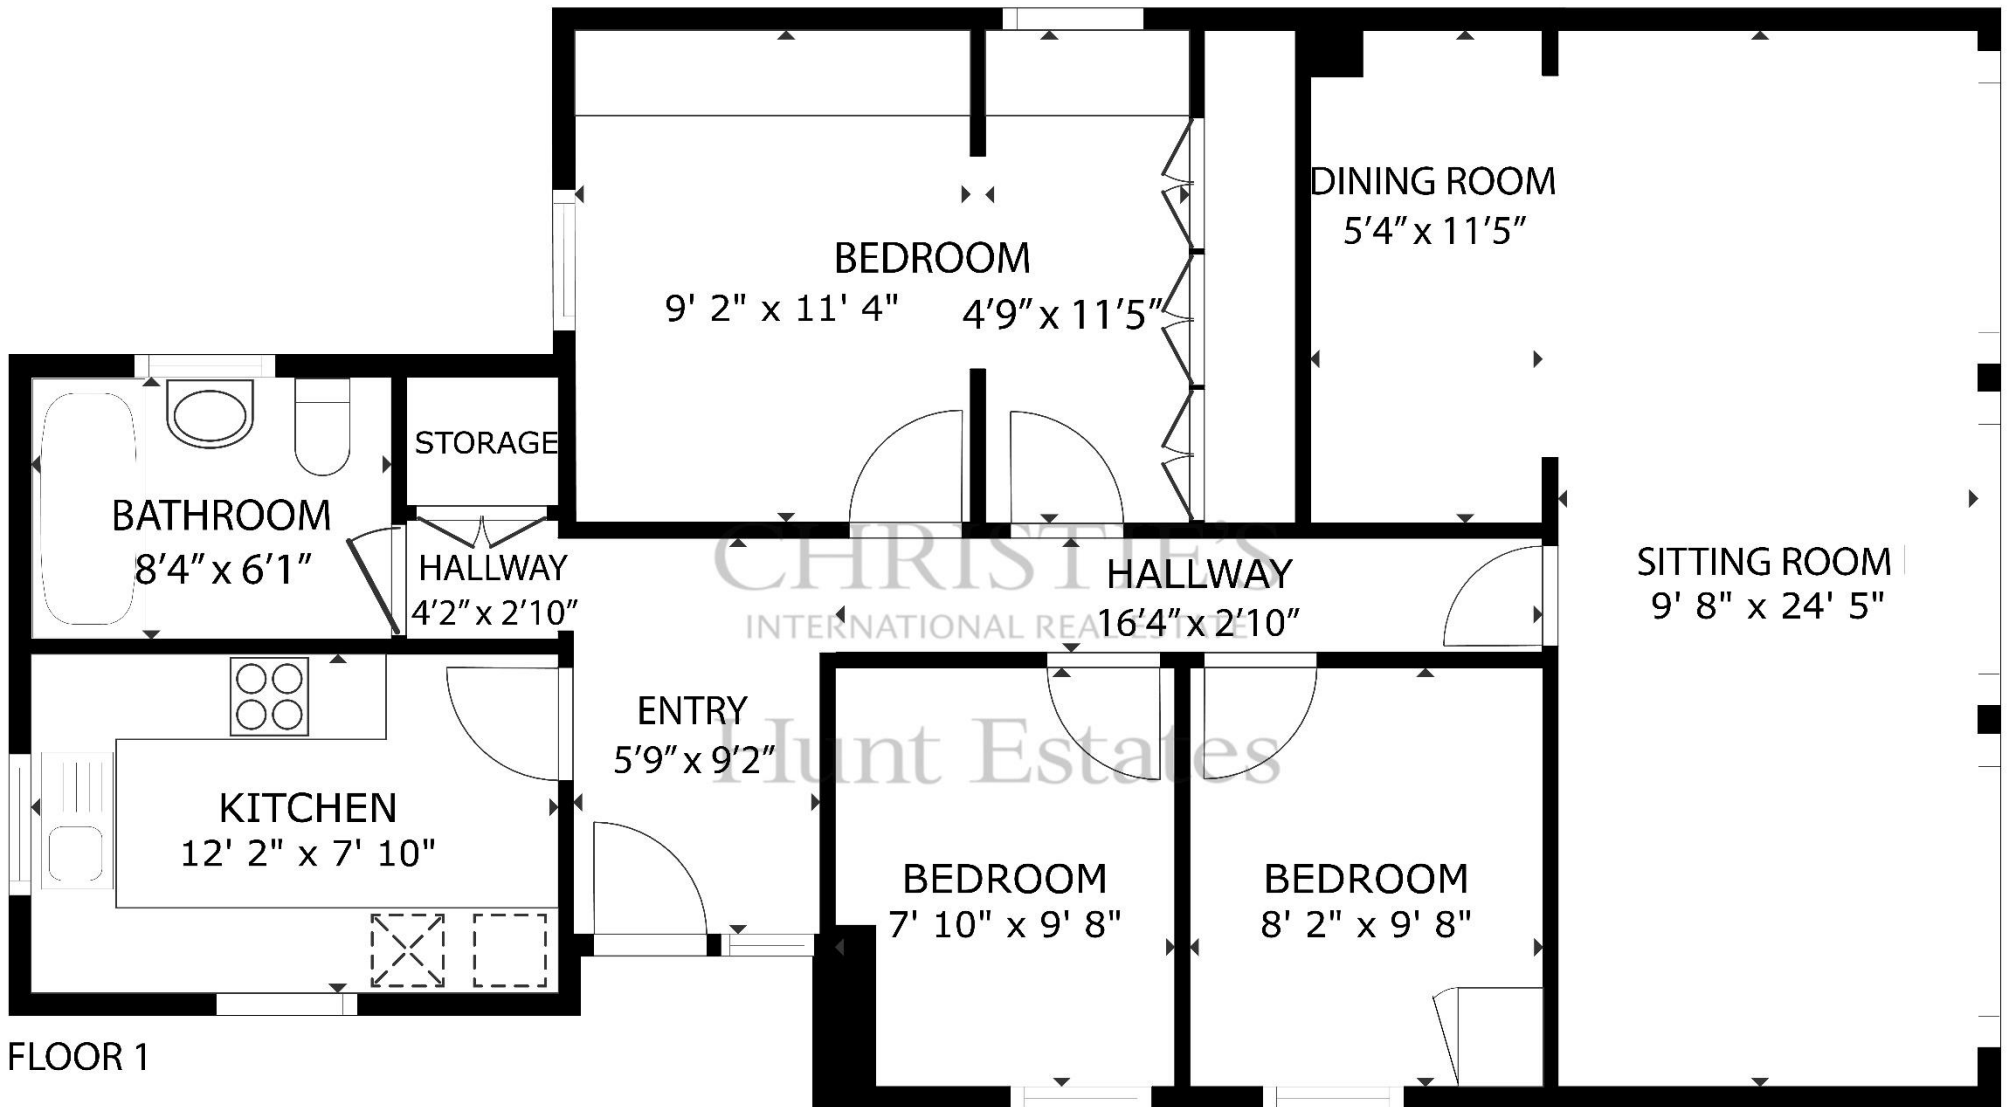 DINING ROOM
5'4" x 11'5"
BEDROOM
9' 2" x 11' 4"
4'9" x 11'5"
STORAGE
BATHROOM
8'4" x 6'1"
HALLWAY
4'2" x 2'10"
HALLWAY
16'4" x 2'10"
CHRISTIE'S
INTERNATIONAL REAL ESTATE
Hunt Estates
SITTING ROOM
9' 8" x 24' 5"
ENTRY
5'9" x 9'2"
KITCHEN
12' 2" x 7' 10"
BEDROOM
7' 10" x 9' 8"
BEDROOM
8' 2" x 9' 8"
FLOOR 1